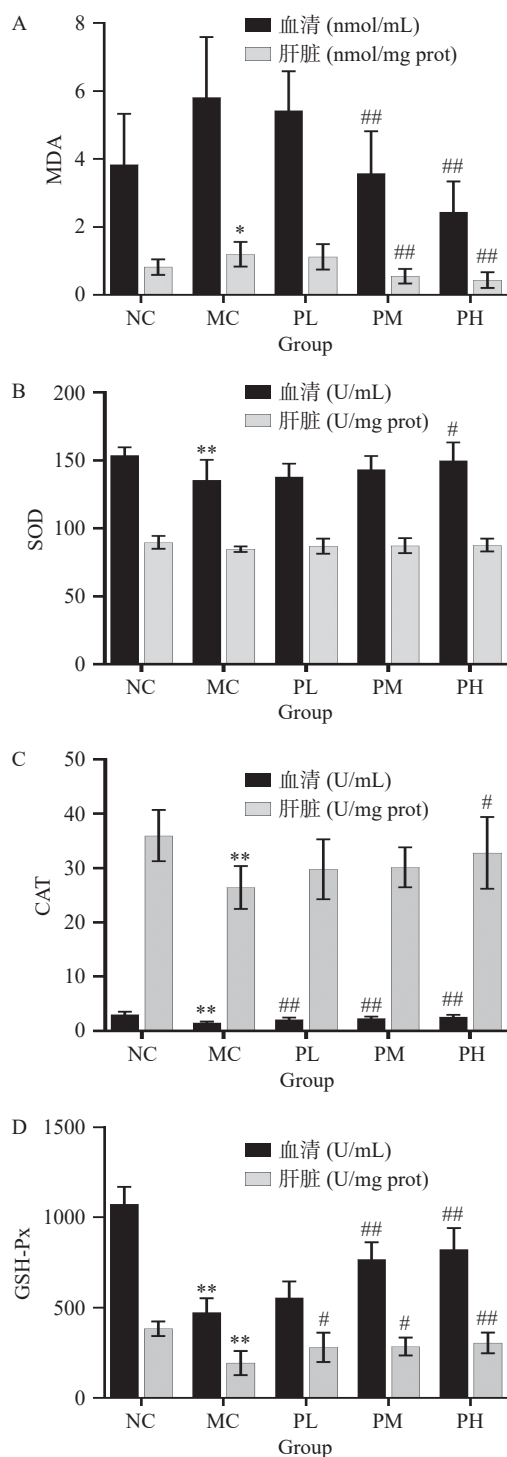 A
血清 (nmol/mL)
肝脏 (nmol/mg prot)
MDA
8
6
4
2
0
##
##
*
##
##
NC MC PL PM PH
Group
B
血清 (U/mL)
肝脏 (U/mg prot)
SOD
200
150
100
50
0
**
#
NC MC PL PM PH
Group
C
血清 (U/mL)
肝脏 (U/mg prot)
CAT
50
40
30
20
10
0
**
#
**
##
##
##
NC MC PL PM PH
Group
D
血清 (U/mL)
肝脏 (U/mg prot)
GSH-Px
1500
1000
500
0
##
##
**
**
#
#
##
NC MC PL PM PH
Group